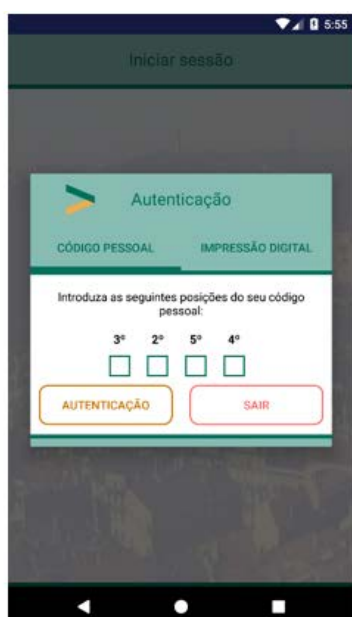 5:55
Iniciar sessão
Autenticação
CÓDIGO PESSOAL IMPRESSÃO DIGITAL
Introduza as seguintes posições do seu código
pessoal:
3º 2º 5º 4º
AUTENTICAÇÃO SAIR